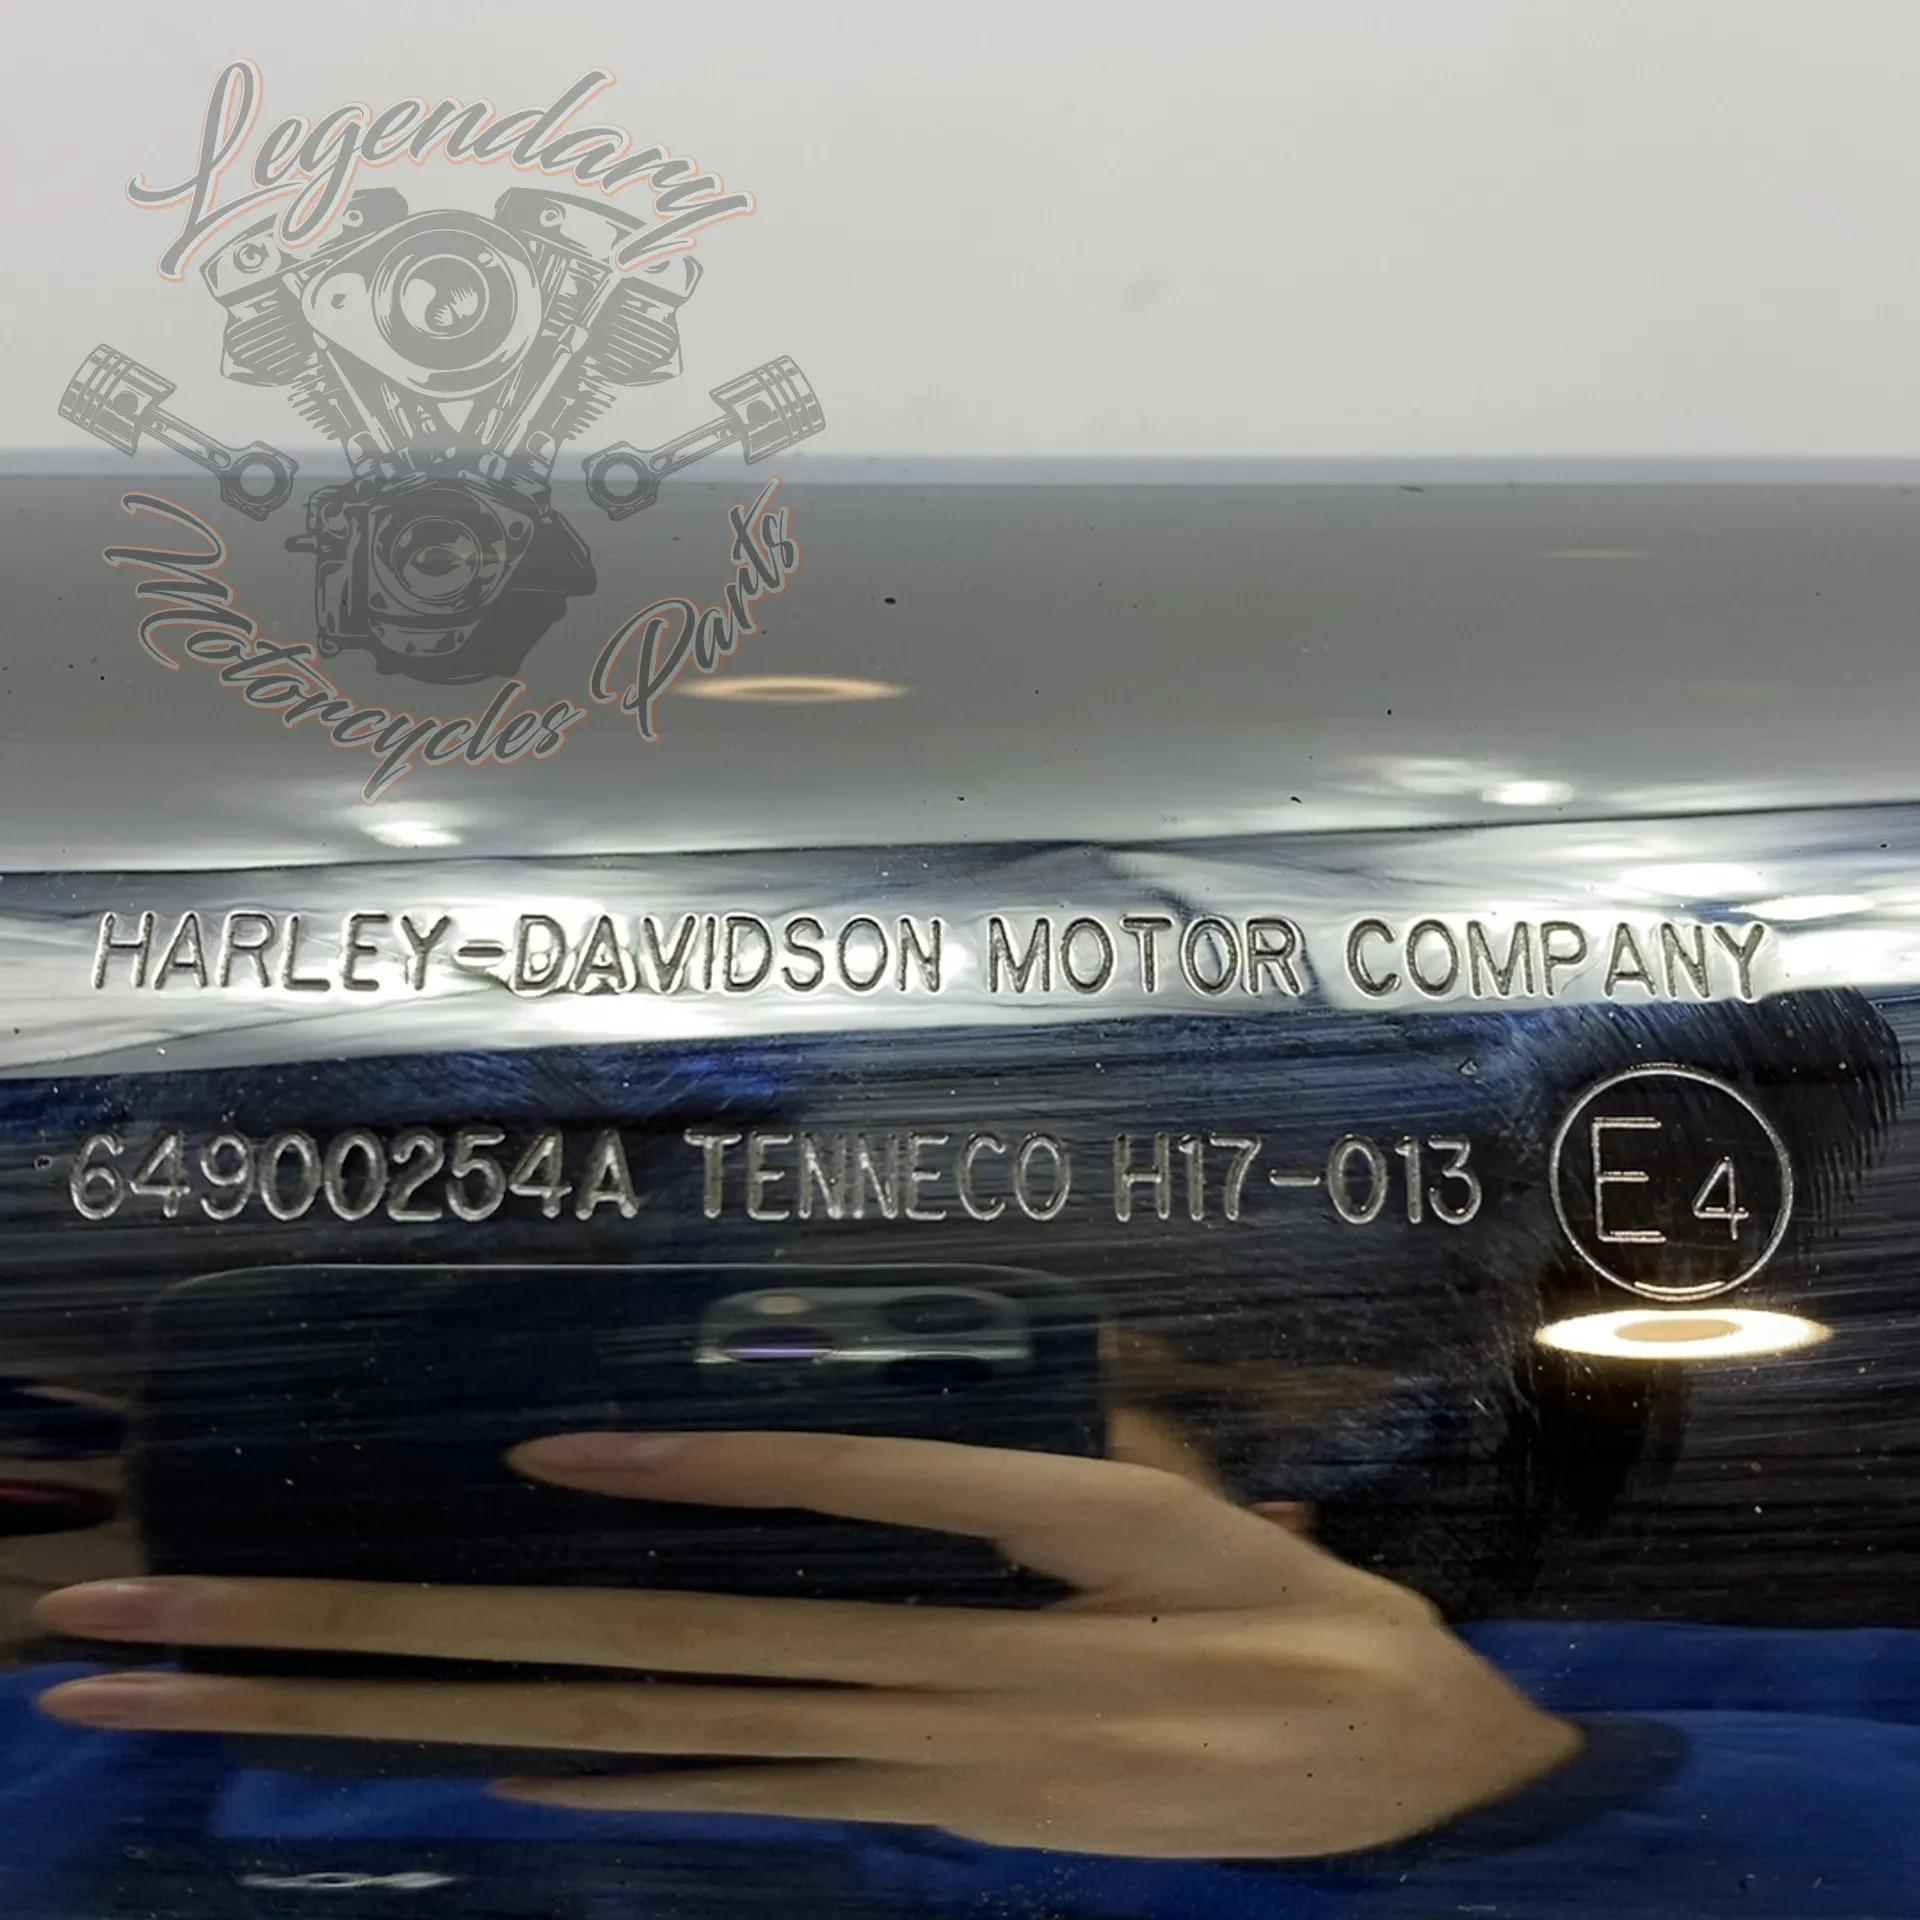 Legendary
Motorcycles Parts
HARLEY-DAVIDSON MOTOR COMPANY
64900254A TENNECO H17-013 E4